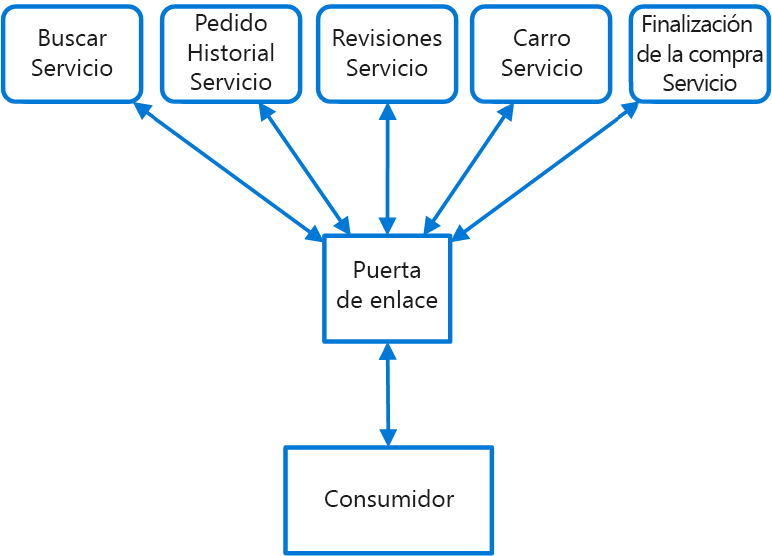 Buscar
Servicio
Pedido
Historial
Servicio
Revisiones
Servicio
Carro
Servicio
Finalización
de la compra
Servicio
Puerta
de enlace
Consumidor